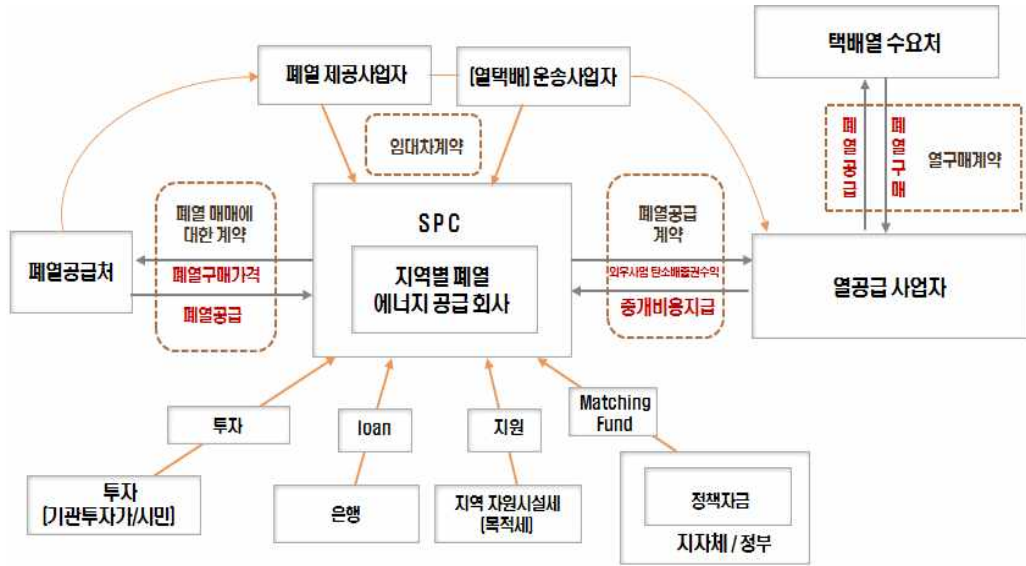 택배열 수요처
폐열 제공사업자
[열택배] 운송사업자
임대차계약
폐열공급
폐열구매
열구매계약
폐열 매매에
대한 계약
폐열구매가격
폐열공급
폐열공급처
SPC
지역별 폐열
에너지 공급 회사
폐열공급
계약
외부사업 탄소배출권수익
중개비용지급
열공급 사업자
투자
loan
지원
Matching
Fund
투자
[기관투자가/시민]
은행
지역 자원시설세
[목적세]
정책자금
지자체 / 정부